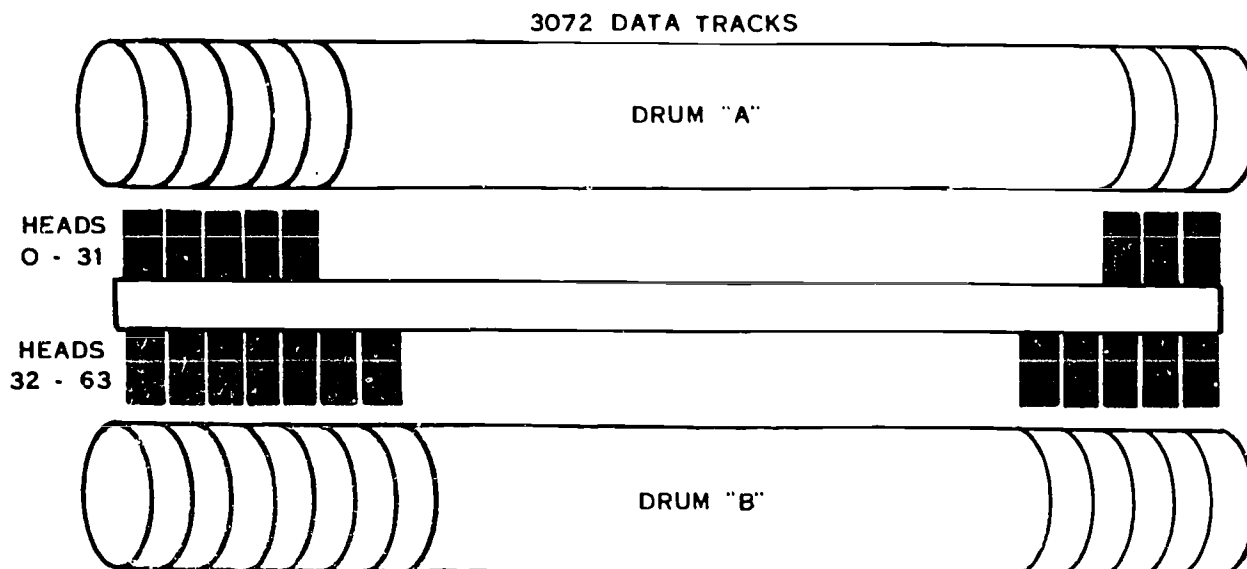 3072 DATA TRACKS
DRUM "A"
HEADS
0 - 31
HEADS
32 - 63
DRUM "B"